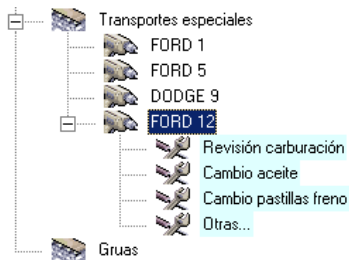 Transportes especiales
FORD 1
FORD 5
DODGE 9
FORD 12
Revisión carburación
Cambio aceite
Cambio pastillas freno
Otras...
Gruas